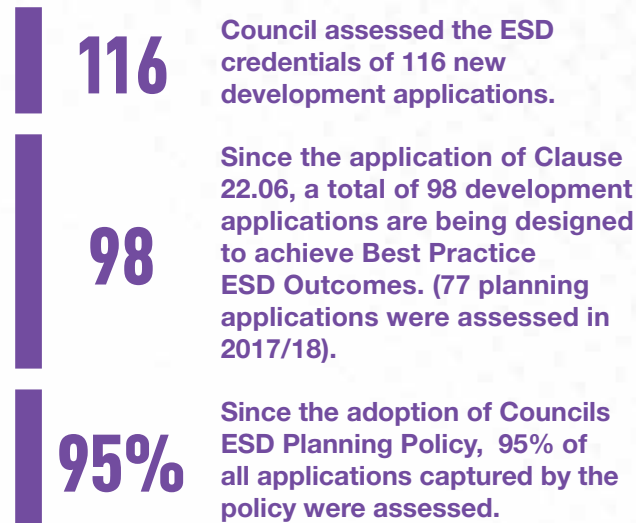 116
Council assessed the ESD
credentials of 116 new
development applications.
98
Since the application of Clause
22.06, a total of 98 development
applications are being designed
to achieve Best Practice
ESD Outcomes. (77 planning
applications were assessed in
2017/18).
95%
Since the adoption of Councils
ESD Planning Policy,  95% of
all applications captured by the
policy were assessed.